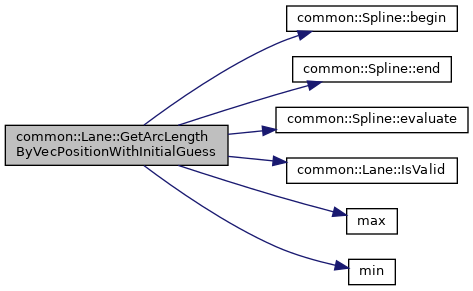 common::Spline::begin
common::Spline::end
common::Spline::evaluate
common::Lane::GetArcLength
ByVecPositionWithInitialGuess
common::Lane::IsValid
max
min